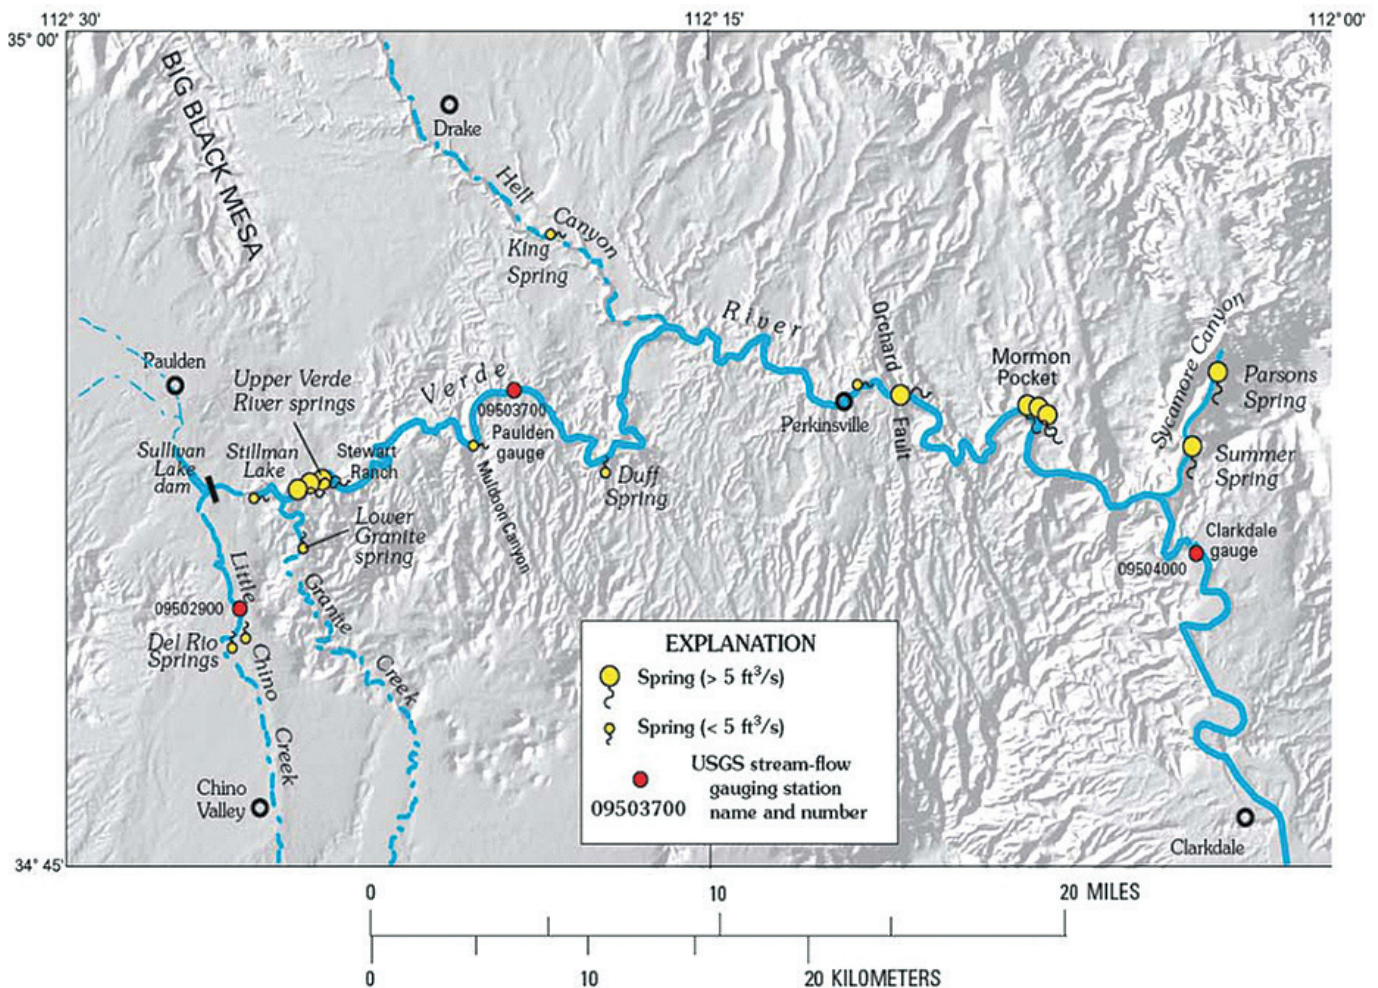 112° 30'
112° 15'
112° 00'
35° 00'
BIG BLACK MESA
Drake
Hell
Canyon
King
Spring
River
Orchard
Fault
Mormon
Pocket
Sycamore Canyon
Parsons
Spring
Summer
Spring
Paulden
Upper Verde
River springs
Verde
09503700
Paulden
gauge
Perkinsville
Sullivan
Lake
dam
Stillman
Lake
Stewart
Ranch
Muldoon Canyon
Duff
Spring
Lower
Granite
spring
Clarkdale
gauge
09504000
Little
Chino
Creek
Granite
Creek
09502900
Del Rio
Springs
Chino
Valley
Clarkdale
EXPLANATION
Spring (> 5 ft³/s)
Spring (< 5 ft³/s)
USGS stream-flow
gauging station
09503700 name and number
34° 45'
0 10 20 MILES
0 10 20 KILOMETERS